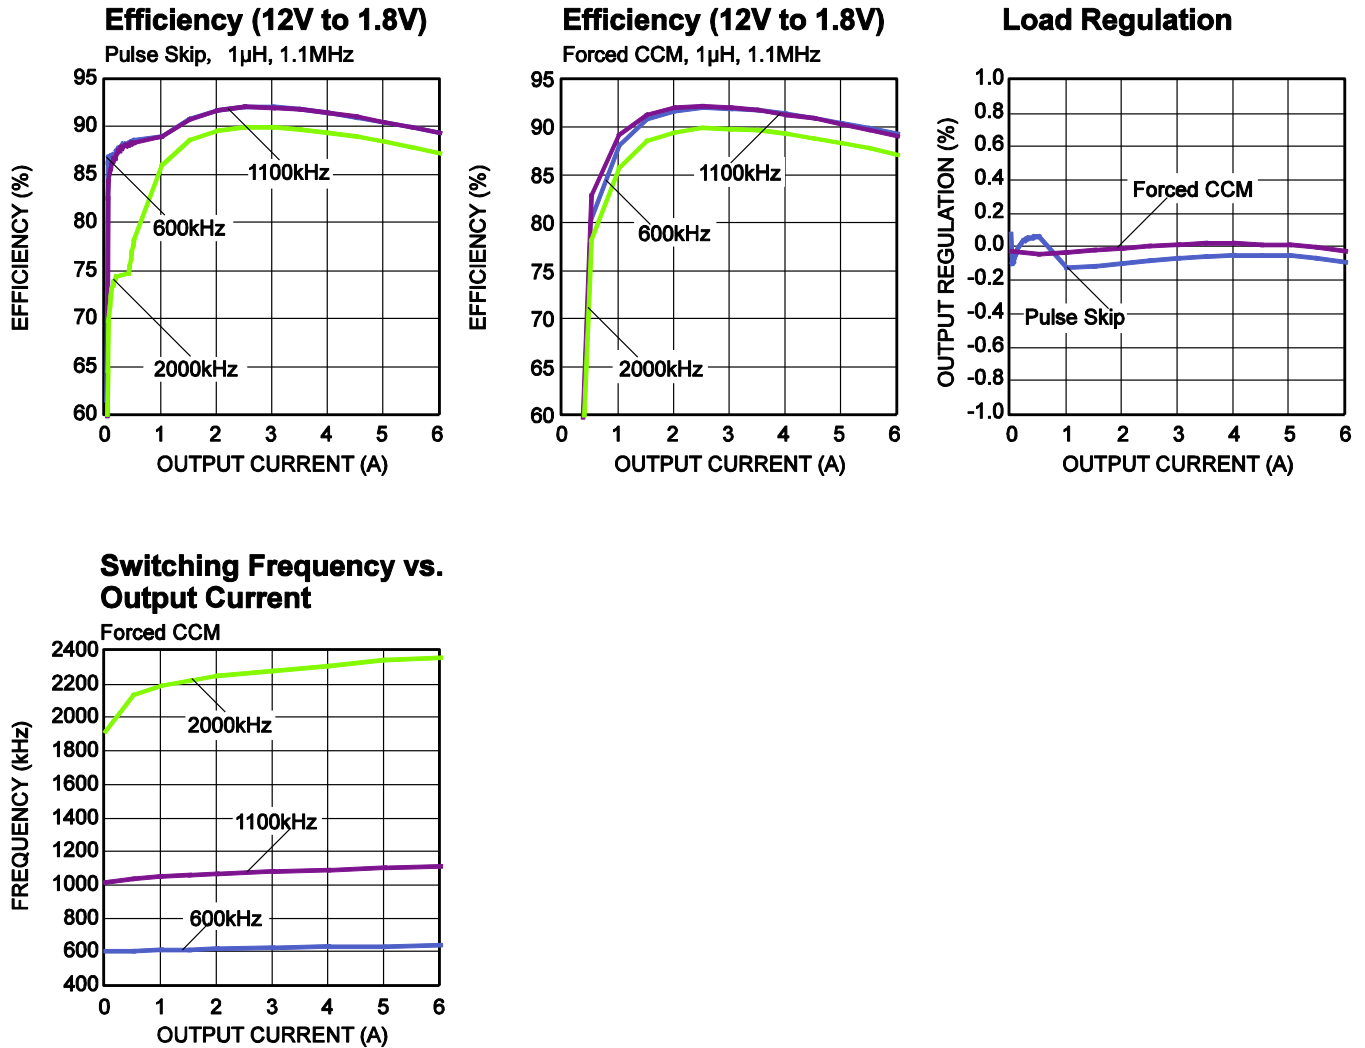 Efficiency (12V to 1.8V)
Pulse Skip, 1µH, 1.1MHz
95
90
85
80
75
70
65
60
EFFICIENCY (%)
1100kHz
600kHz
2000kHz
0 1 2 3 4 5 6
OUTPUT CURRENT (A)
Efficiency (12V to 1.8V)
Forced CCM, 1µH, 1.1MHz
95
90
85
80
75
70
65
60
EFFICIENCY (%)
1100kHz
600kHz
2000kHz
0 1 2 3 4 5 6
OUTPUT CURRENT (A)
Load Regulation
1.0
0.8
0.6
0.4
0.2
0.0
-0.2
-0.4
-0.6
-0.8
-1.0
OUTPUT REGULATION (%)
Forced CCM
Pulse Skip
0 1 2 3 4 5 6
OUTPUT CURRENT (A)
Switching Frequency vs.
Output Current
Forced CCM
2400
2200
2000
1800
1600
1400
1200
1000
800
600
400
FREQUENCY (kHz)
2000kHz
1100kHz
600kHz
0 1 2 3 4 5 6
OUTPUT CURRENT (A)